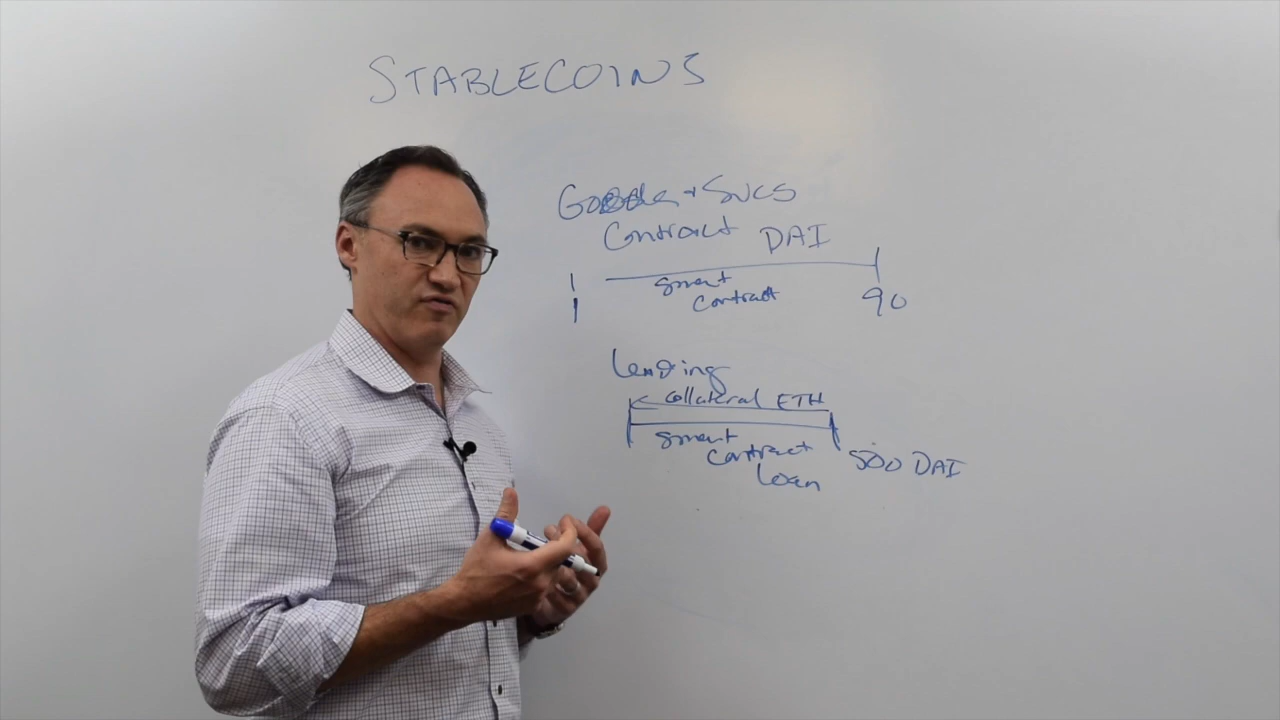 STABLECOINS
Goods + Svcs
Contract DAI
smart
contract
90
lending
collateral ETH
smart
contract
loan
500 DAI